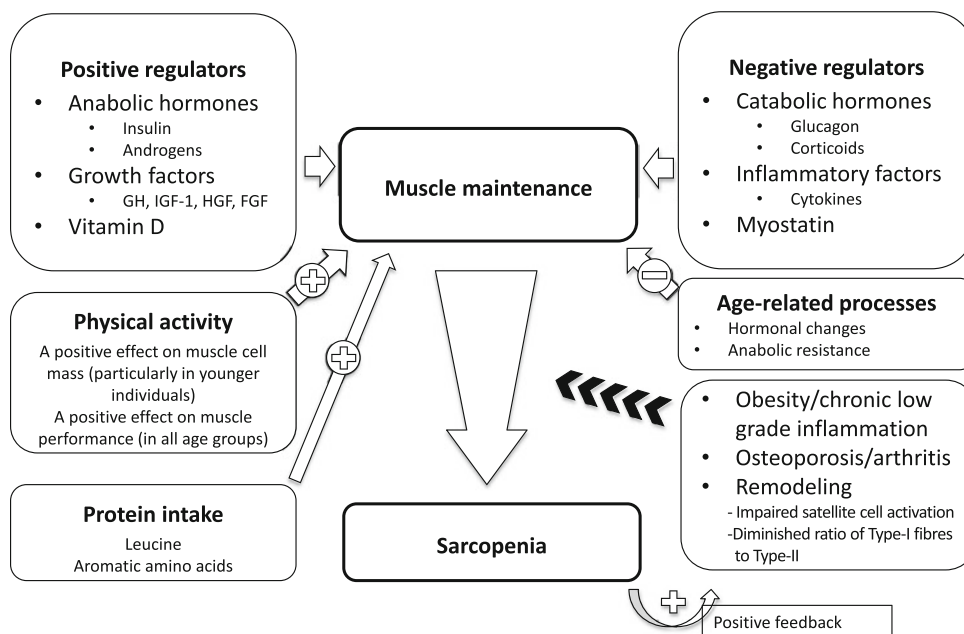 Positive regulators
• Anabolic hormones
• Insulin
• Androgens
• Growth factors
• GH, IGF-1, HGF, FGF
• Vitamin D
Physical activity
A positive effect on muscle cell
mass (particularly in younger
individuals)
A positive effect on muscle
performance (in all age groups)
Protein intake
Leucine
Aromatic amino acids
Muscle maintenance
Sarcopenia
Negative regulators
• Catabolic hormones
• Glucagon
• Corticoids
• Inflammatory factors
• Cytokines
• Myostatin
Age-related processes
• Hormonal changes
• Anabolic resistance
• Obesity/chronic low
grade inflammation
• Osteoporosis/arthritis
• Remodeling
- Impaired satellite cell activation
-Diminished ratio of Type-I fibres
to Type-II
Positive feedback